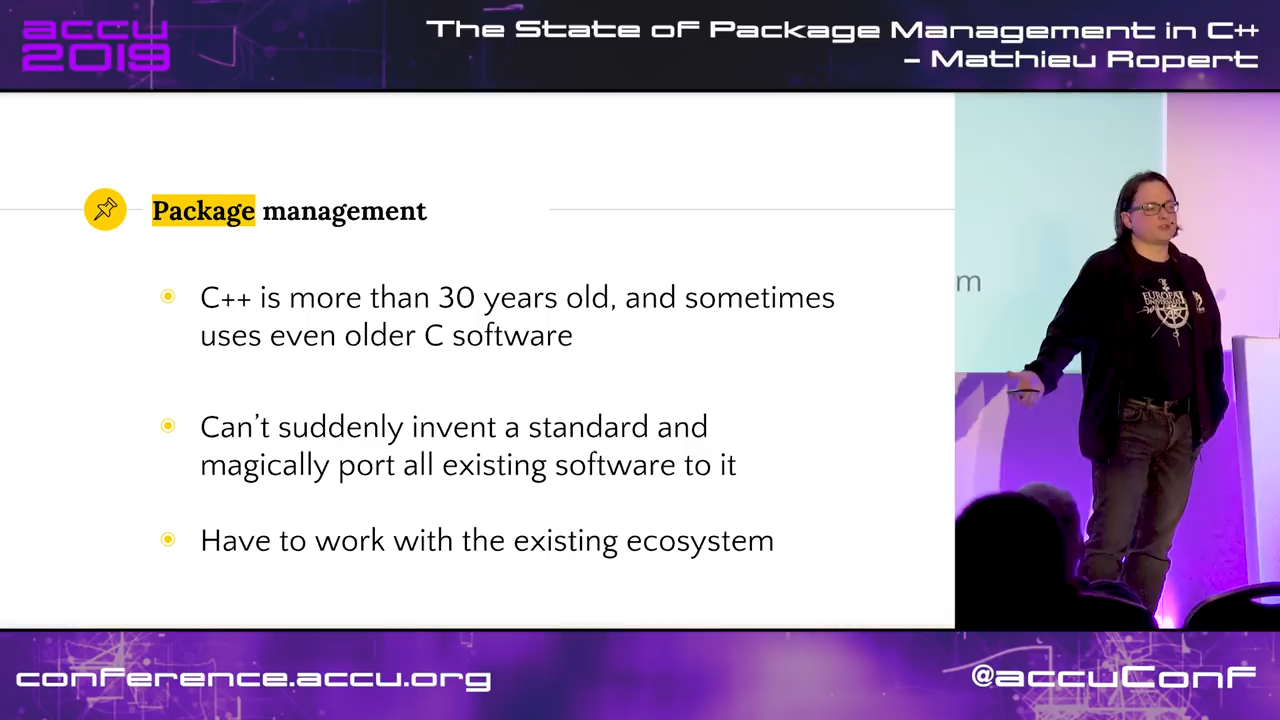 accu
2019
The State of Package Management in C++
– Mathieu Ropert
Package management
C++ is more than 30 years old, and sometimes
uses even older C software
Can't suddenly invent a standard and
magically port all existing software to it
Have to work with the existing ecosystem
m
EUROPA
UNIVERSALIS
conference.accu.org
@accuConf